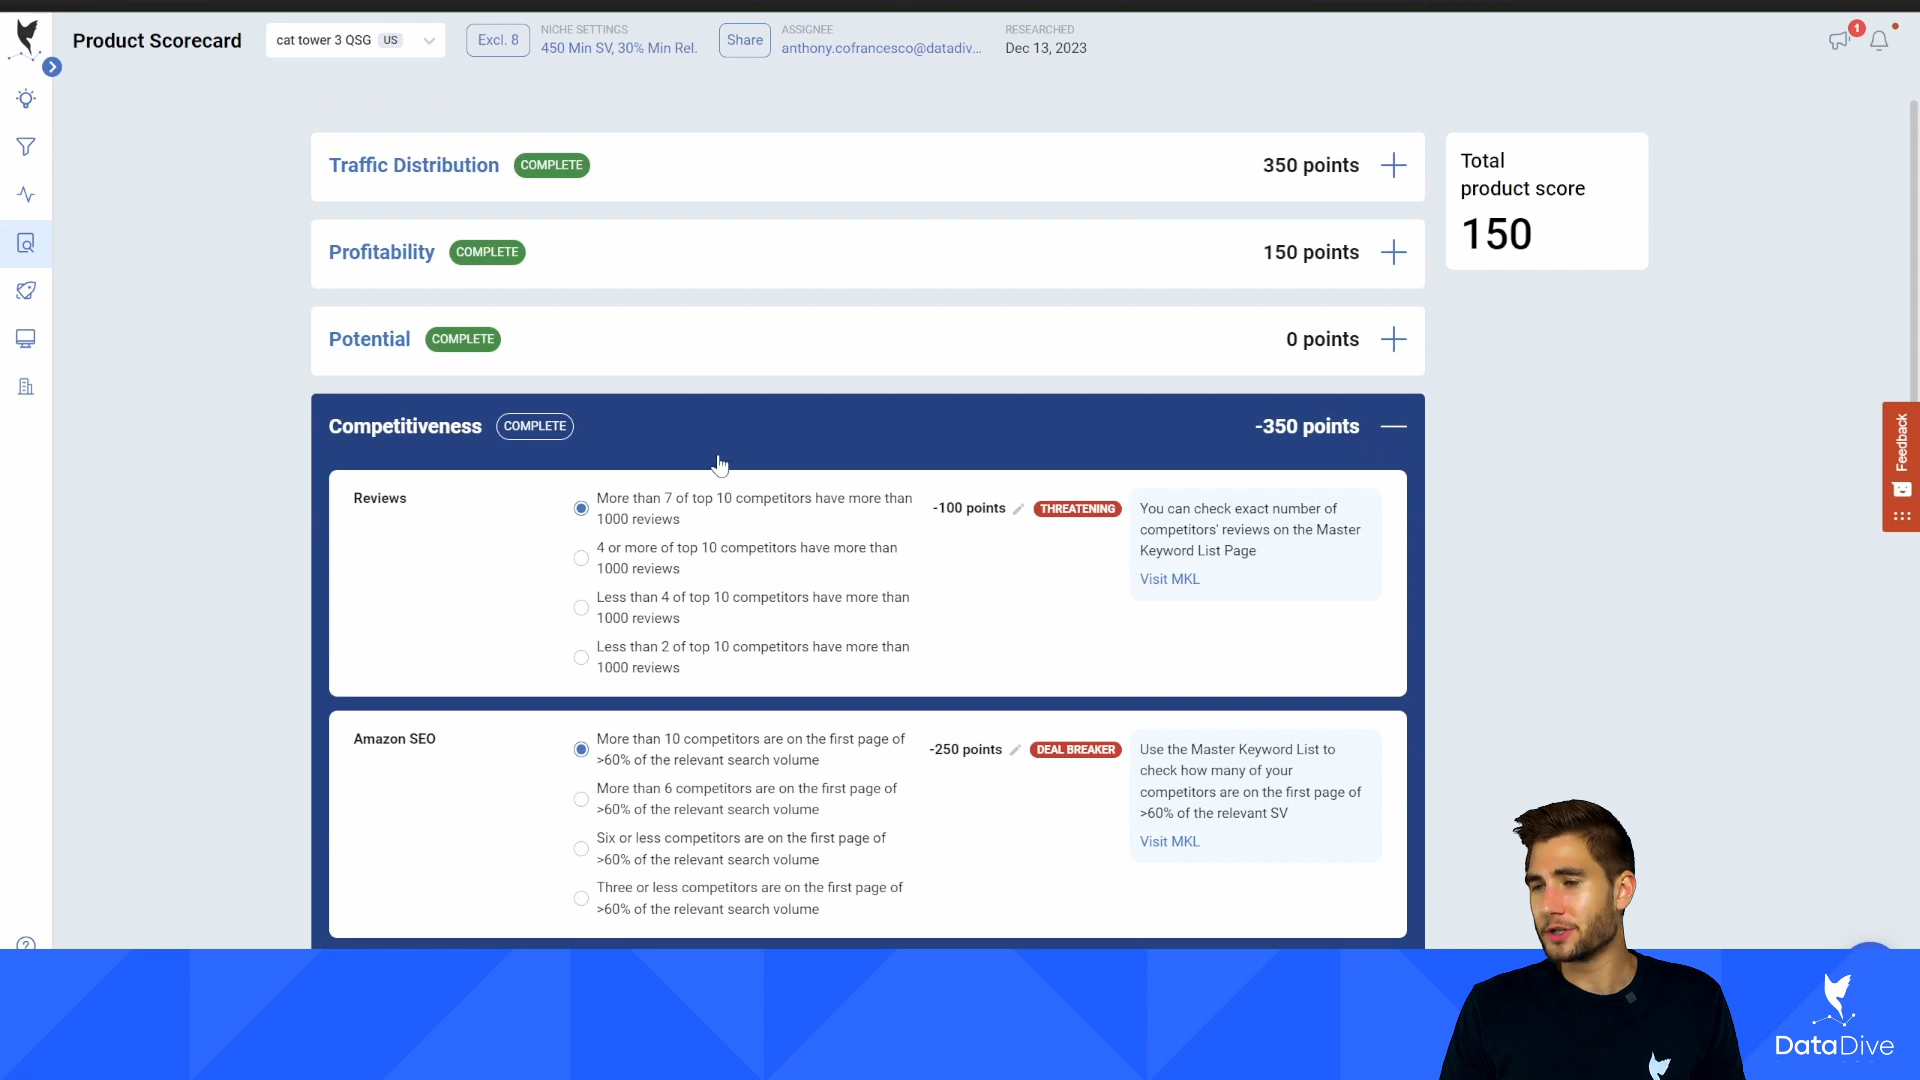 Product Scorecard
cat tower 3 QSG US
Excl. 8
NICHE SETTINGS
450 Min SV, 30% Min Rel.
Share
ASSIGNEE
anthony.cofrancesco@datadiv...
RESEARCHED
Dec 13, 2023
1
Traffic Distribution COMPLETE 350 points
Total
product score
150
Profitability COMPLETE 150 points
Potential COMPLETE 0 points
Competitiveness COMPLETE -350 points
Feedback
Reviews
More than 7 of top 10 competitors have more than
1000 reviews
4 or more of top 10 competitors have more than
1000 reviews
Less than 4 of top 10 competitors have more than
1000 reviews
Less than 2 of top 10 competitors have more than
1000 reviews
-100 points THREATENING
You can check exact number of
competitors' reviews on the Master
Keyword List Page
Visit MKL
Amazon SEO
More than 10 competitors are on the first page of
>60% of the relevant search volume
More than 6 competitors are on the first page of
>60% of the relevant search volume
Six or less competitors are on the first page of
>60% of the relevant search volume
Three or less competitors are on the first page of
>60% of the relevant search volume
-250 points DEAL BREAKER
Use the Master Keyword List to
check how many of your
competitors are on the first page of
>60% of the relevant SV
Visit MKL
?
DataDive